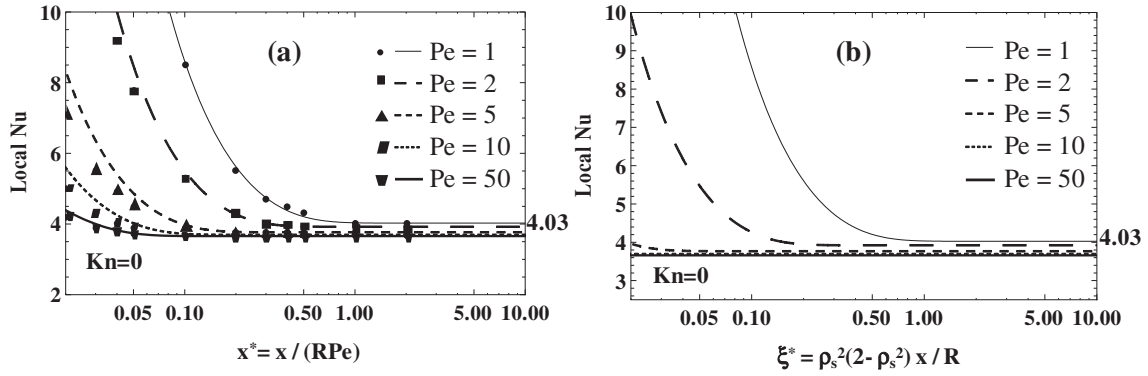 10
8
6
4
2
Local Nu
(a)
Pe = 1
Pe = 2
Pe = 5
Pe = 10
Pe = 50
4.03
Kn=0
0.05 0.10 0.50 1.00 5.00 10.00
x* = x / (RPe)
10
9
8
7
6
5
4
3
Local Nu
(b)
Pe = 1
Pe = 2
Pe = 5
Pe = 10
Pe = 50
4.03
Kn=0
0.05 0.10 0.50 1.00 5.00 10.00
ξ* = ρₛ²(2- ρₛ²) x / R